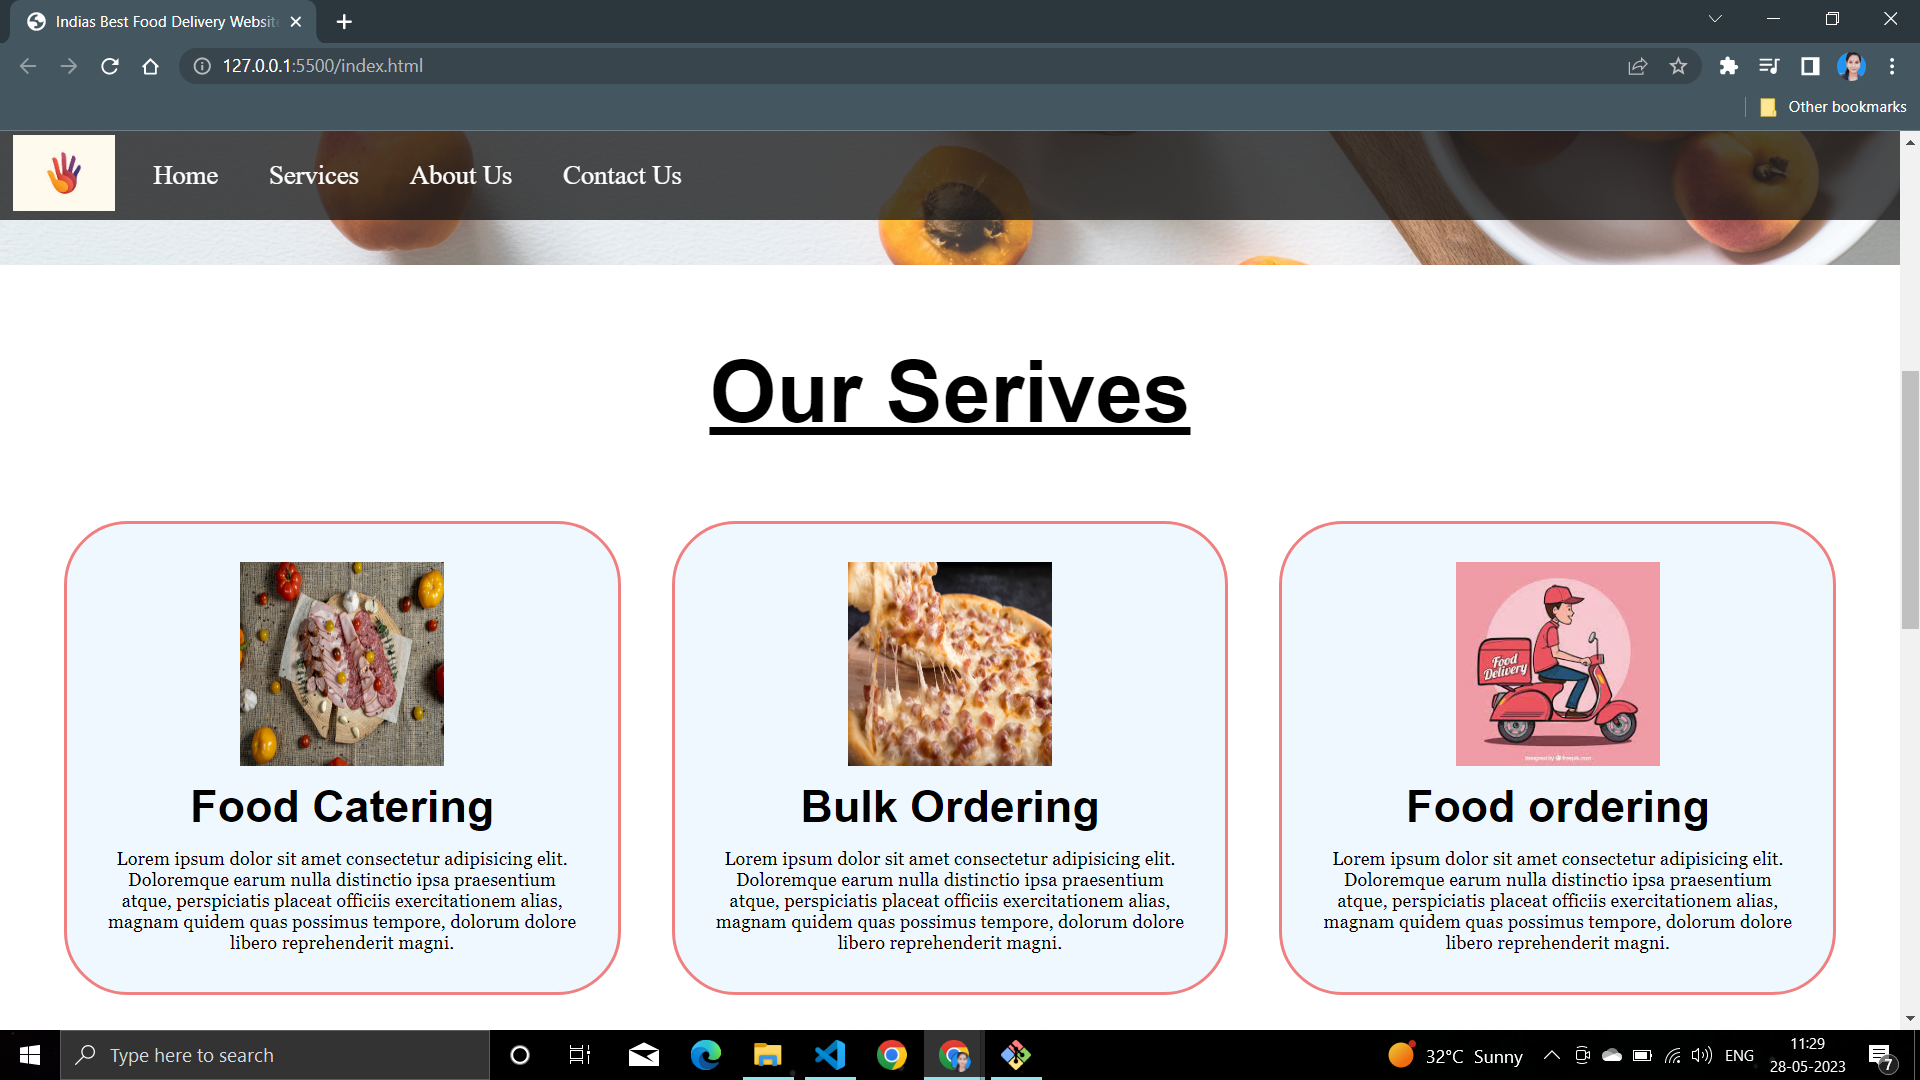 Indias Best Food Delivery Websit
127.0.0.1:5500/index.html
Other bookmarks
Home Services About Us Contact Us
Our Serives
Food Delivery
designed by freepik.com
Food Catering
Lorem ipsum dolor sit amet consectetur adipisicing elit.
Doloremque earum nulla distinctio ipsa praesentium
atque, perspiciatis placeat officiis exercitationem alias,
magnam quidem quas possimus tempore, dolorum dolore
libero reprehenderit magni.
Bulk Ordering
Lorem ipsum dolor sit amet consectetur adipisicing elit.
Doloremque earum nulla distinctio ipsa praesentium
atque, perspiciatis placeat officiis exercitationem alias,
magnam quidem quas possimus tempore, dolorum dolore
libero reprehenderit magni.
Food ordering
Lorem ipsum dolor sit amet consectetur adipisicing elit.
Doloremque earum nulla distinctio ipsa praesentium
atque, perspiciatis placeat officiis exercitationem alias,
magnam quidem quas possimus tempore, dolorum dolore
libero reprehenderit magni.
Type here to search
32°C Sunny
ENG
11:29
28-05-2023
7